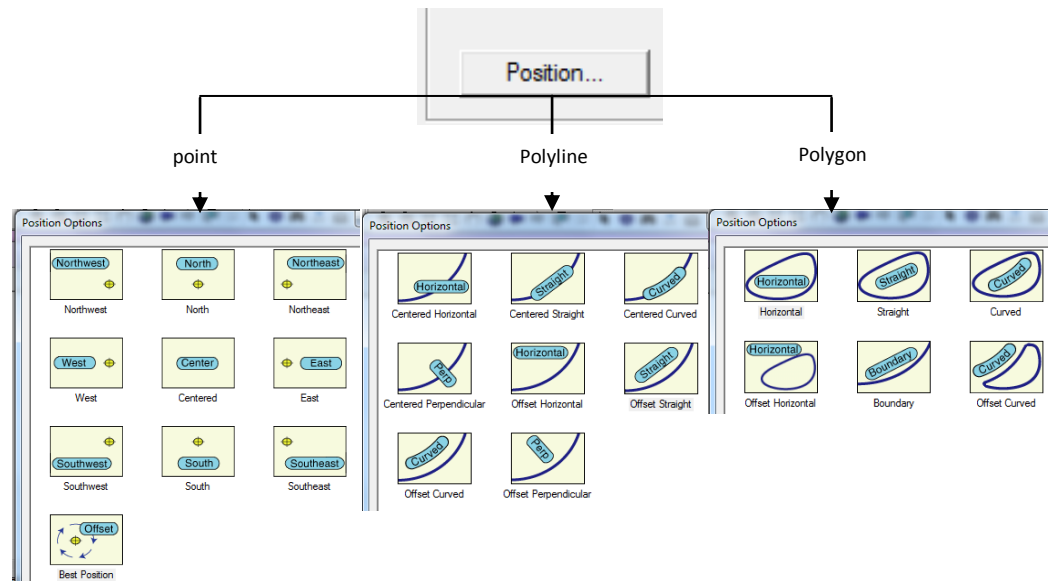 Position...
point
Polyline
Polygon
Position Options
Northwest
North
Northeast
Northwest
North
Northeast
West
Center
East
West
Centered
East
Southwest
South
Southeast
Southwest
South
Southeast
Offset
Best Position
Position Options
Horizontal
Straight
Curved
Centered Horizontal
Centered Straight
Centered Curved
Perp
Horizontal
Straight
Centered Perpendicular
Offset Horizontal
Offset Straight
Curved
Perp
Offset Curved
Offset Perpendicular
Position Options
Horizontal
Straight
Curved
Horizontal
Straight
Curved
Horizontal
Boundary
Curved
Offset Horizontal
Boundary
Offset Curved